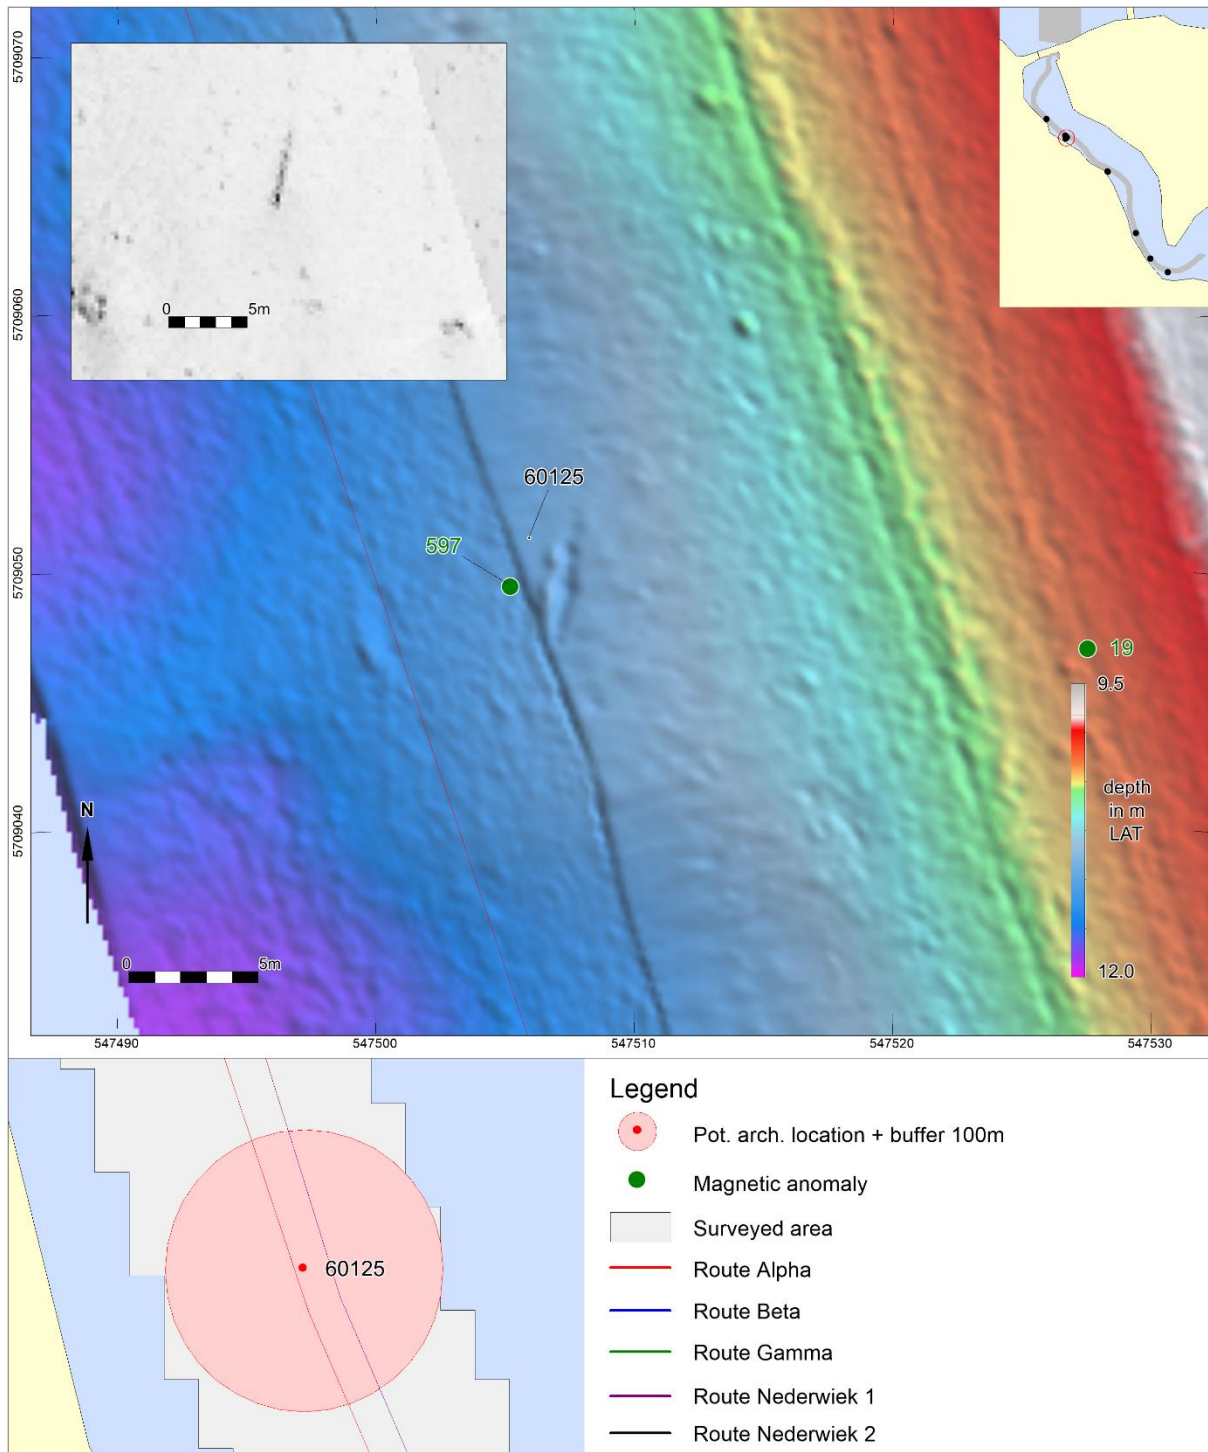 5709070
5709060
5709050
5709040
0 5m
60125
597
19
9.5
depth
in m
LAT
12.0
N
0 5m
547490 547500 547510 547520 547530
60125
Legend
Pot. arch. location + buffer 100m
Magnetic anomaly
Surveyed area
Route Alpha
Route Beta
Route Gamma
Route Nederwiek 1
Route Nederwiek 2